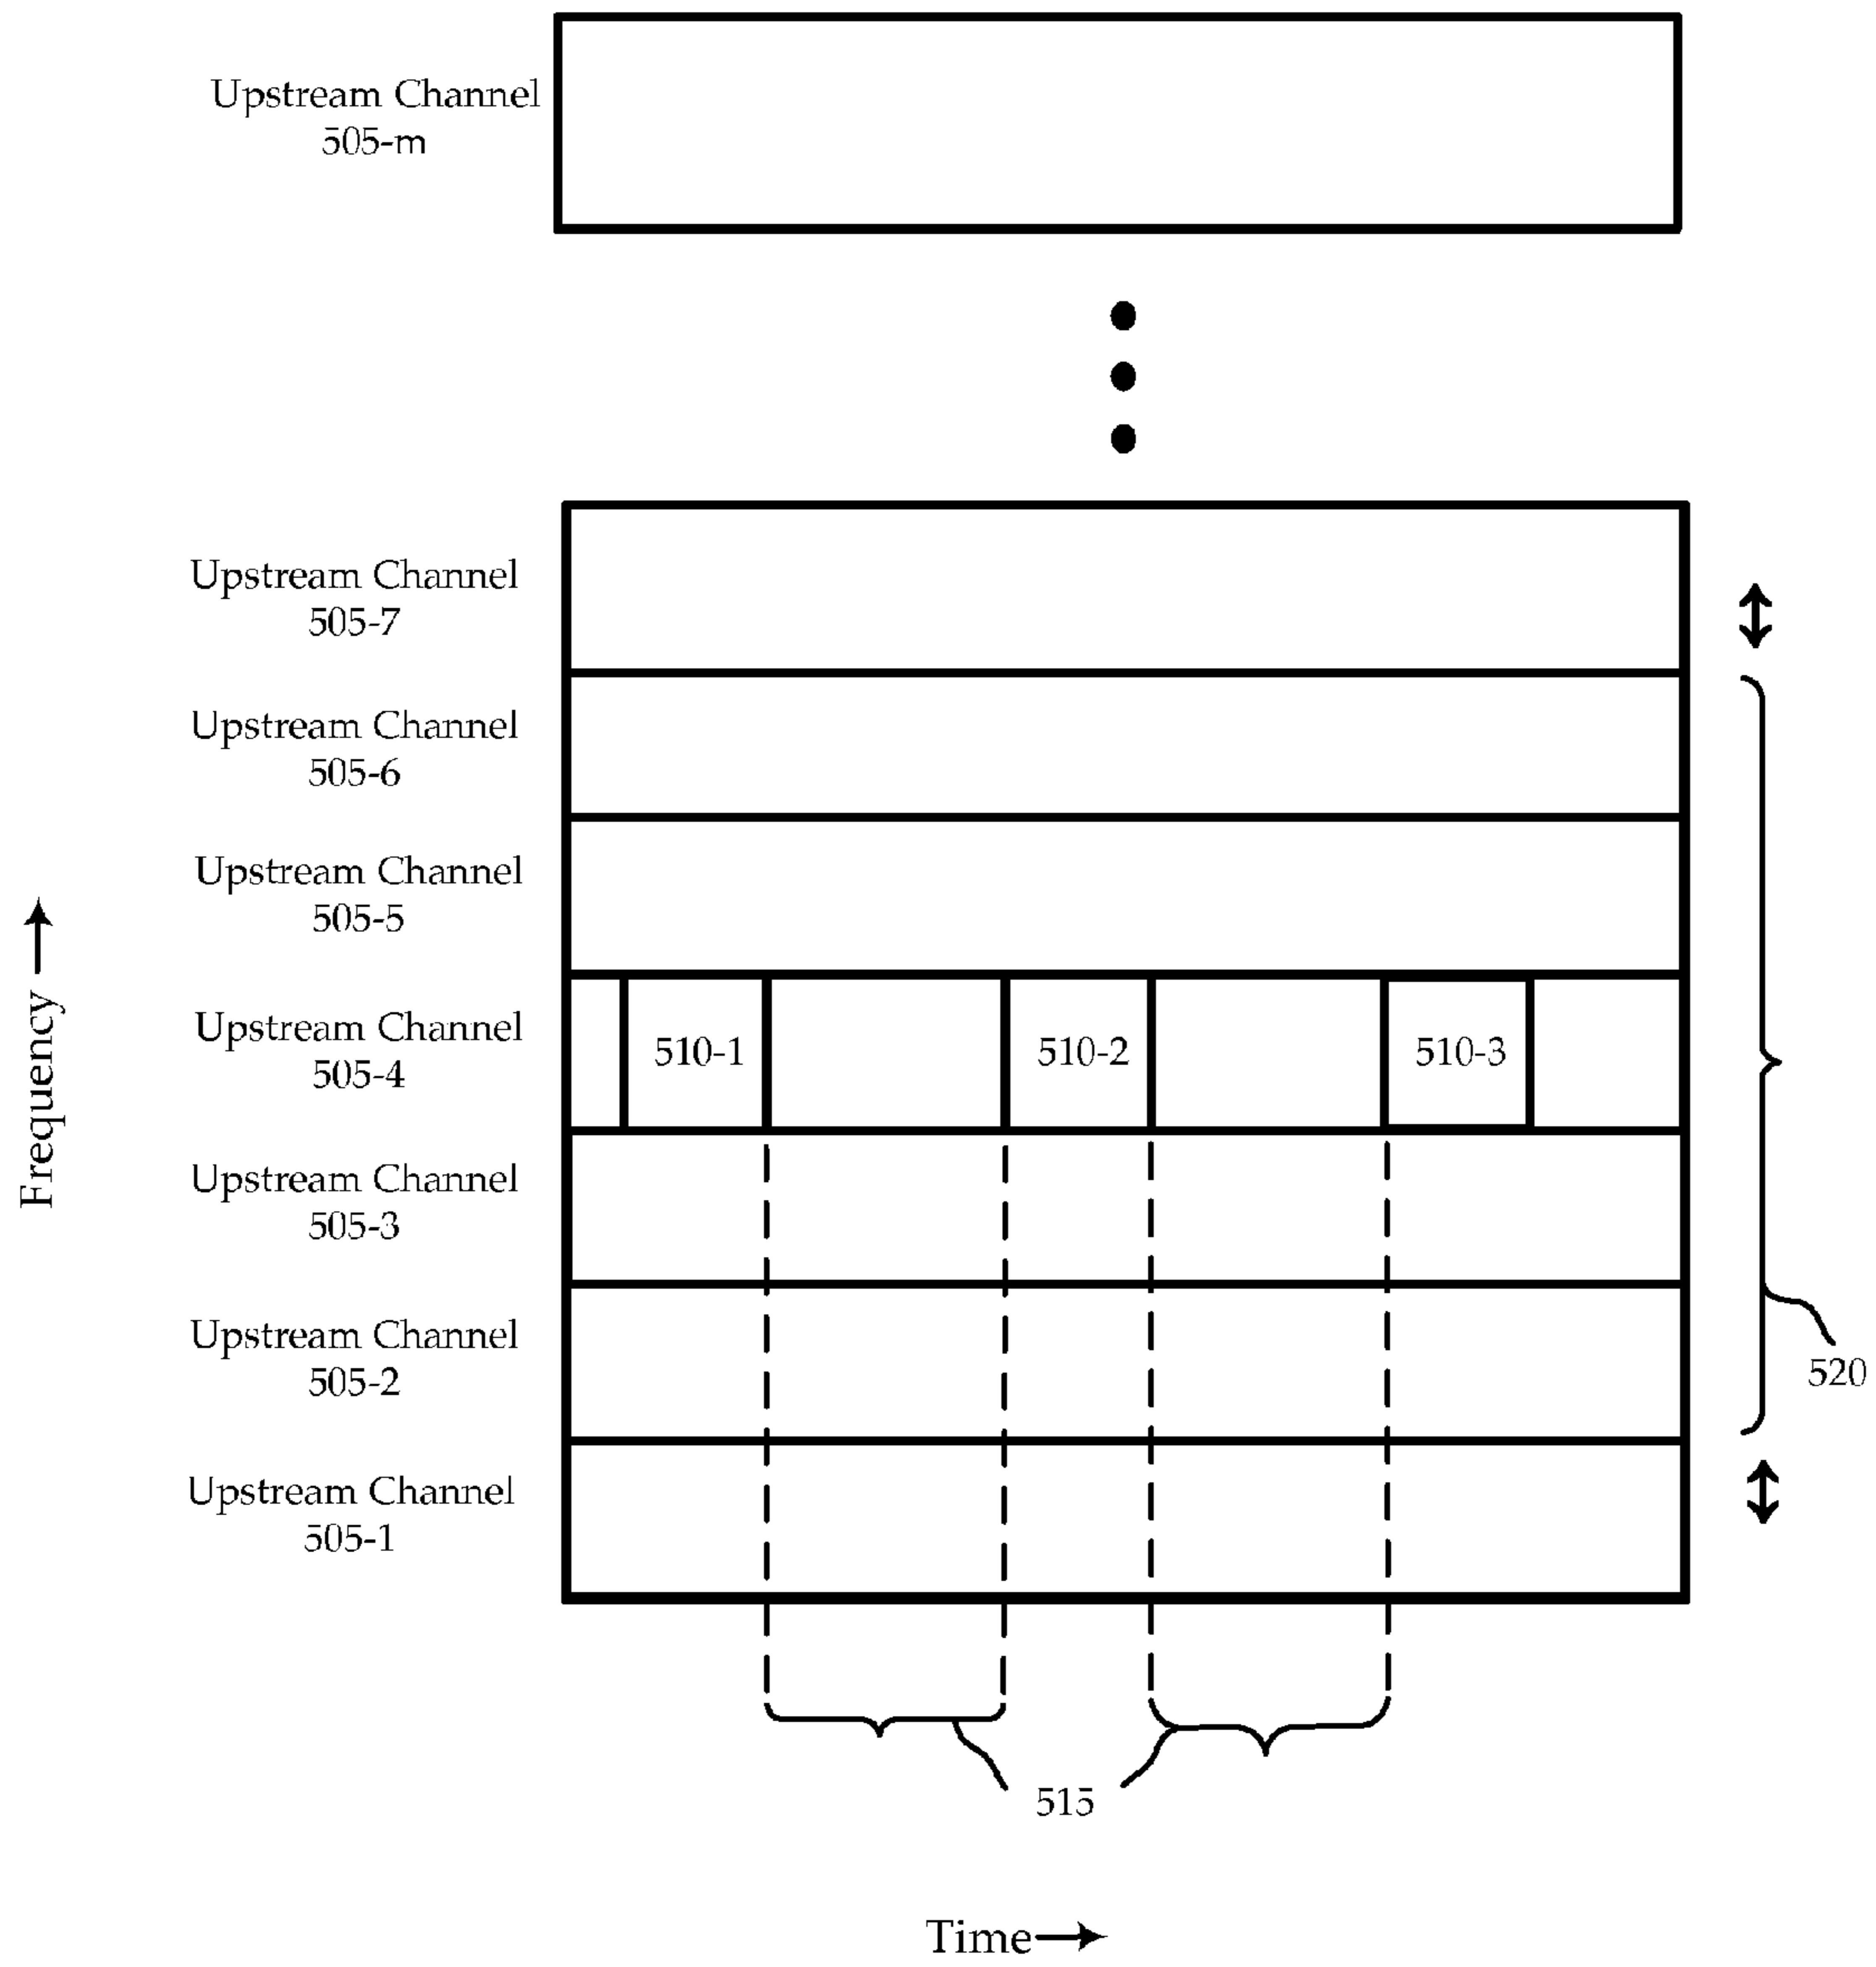 Upstream Channel
505-m
Upstream Channel
505-7
Upstream Channel
505-6
Upstream Channel
505-5
Upstream Channel
505-4
510-1
510-2
510-3
Upstream Channel
505-3
Upstream Channel
505-2
Upstream Channel
505-1
Frequency
520
515
Time